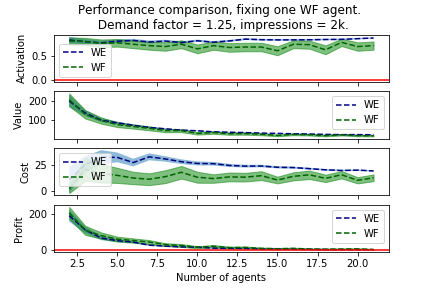 Performance comparison, fixing one WF agent.
Demand factor = 1.25, impressions = 2k.
Activation
0.5
0.0
WE
WF
Value
200
100
WE
WF
Cost
25
0
WE
WF
Profit
200
0
WE
WF
2.5 5.0 7.5 10.0 12.5 15.0 17.5 20.0
Number of agents